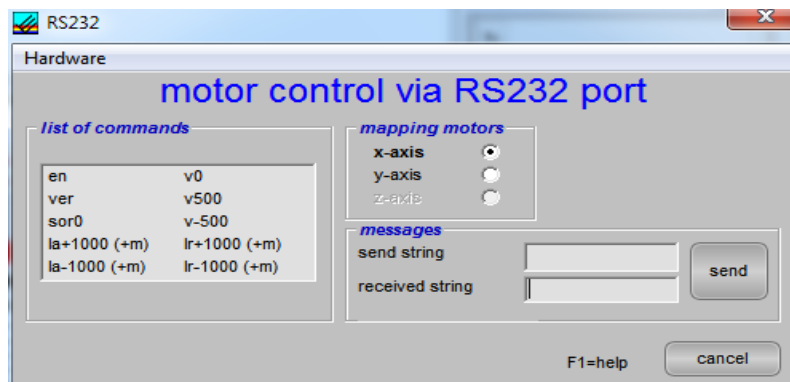 RS232
Hardware
motor control via RS232 port
list of commands
en v0
ver v500
sor0 v-500
la+1000 (+m) lr+1000 (+m)
la-1000 (+m) lr-1000 (+m)
mapping motors
x-axis
y-axis
z-axis
messages
send string
received string
send
F1=help
cancel